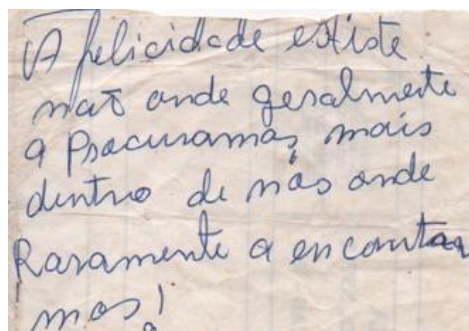 A felicidade existe
não onde geralmente
a Procuramos, mais
dentro de nós onde
Raramente a encontra
mos!